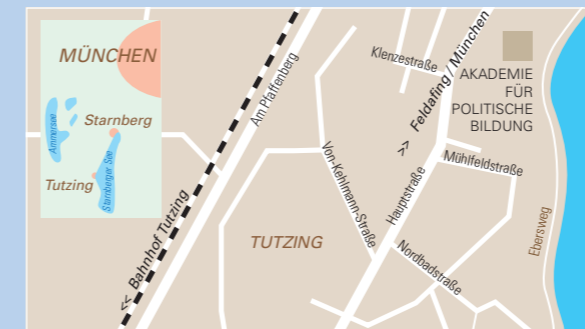 MÜNCHEN
Ammersee
Starnberg
Tutzing
Starnberger See
Am Pfaffenberg
Klenzestraße
>> Feldafing / München
AKADEMIE
FÜR
POLITISCHE
BILDUNG
Von-Kehlmann-Straße
Mühlfeldstraße
Hauptstraße
<< Bahnhof Tutzing
TUTZING
Nordbadstraße
Ebersweg